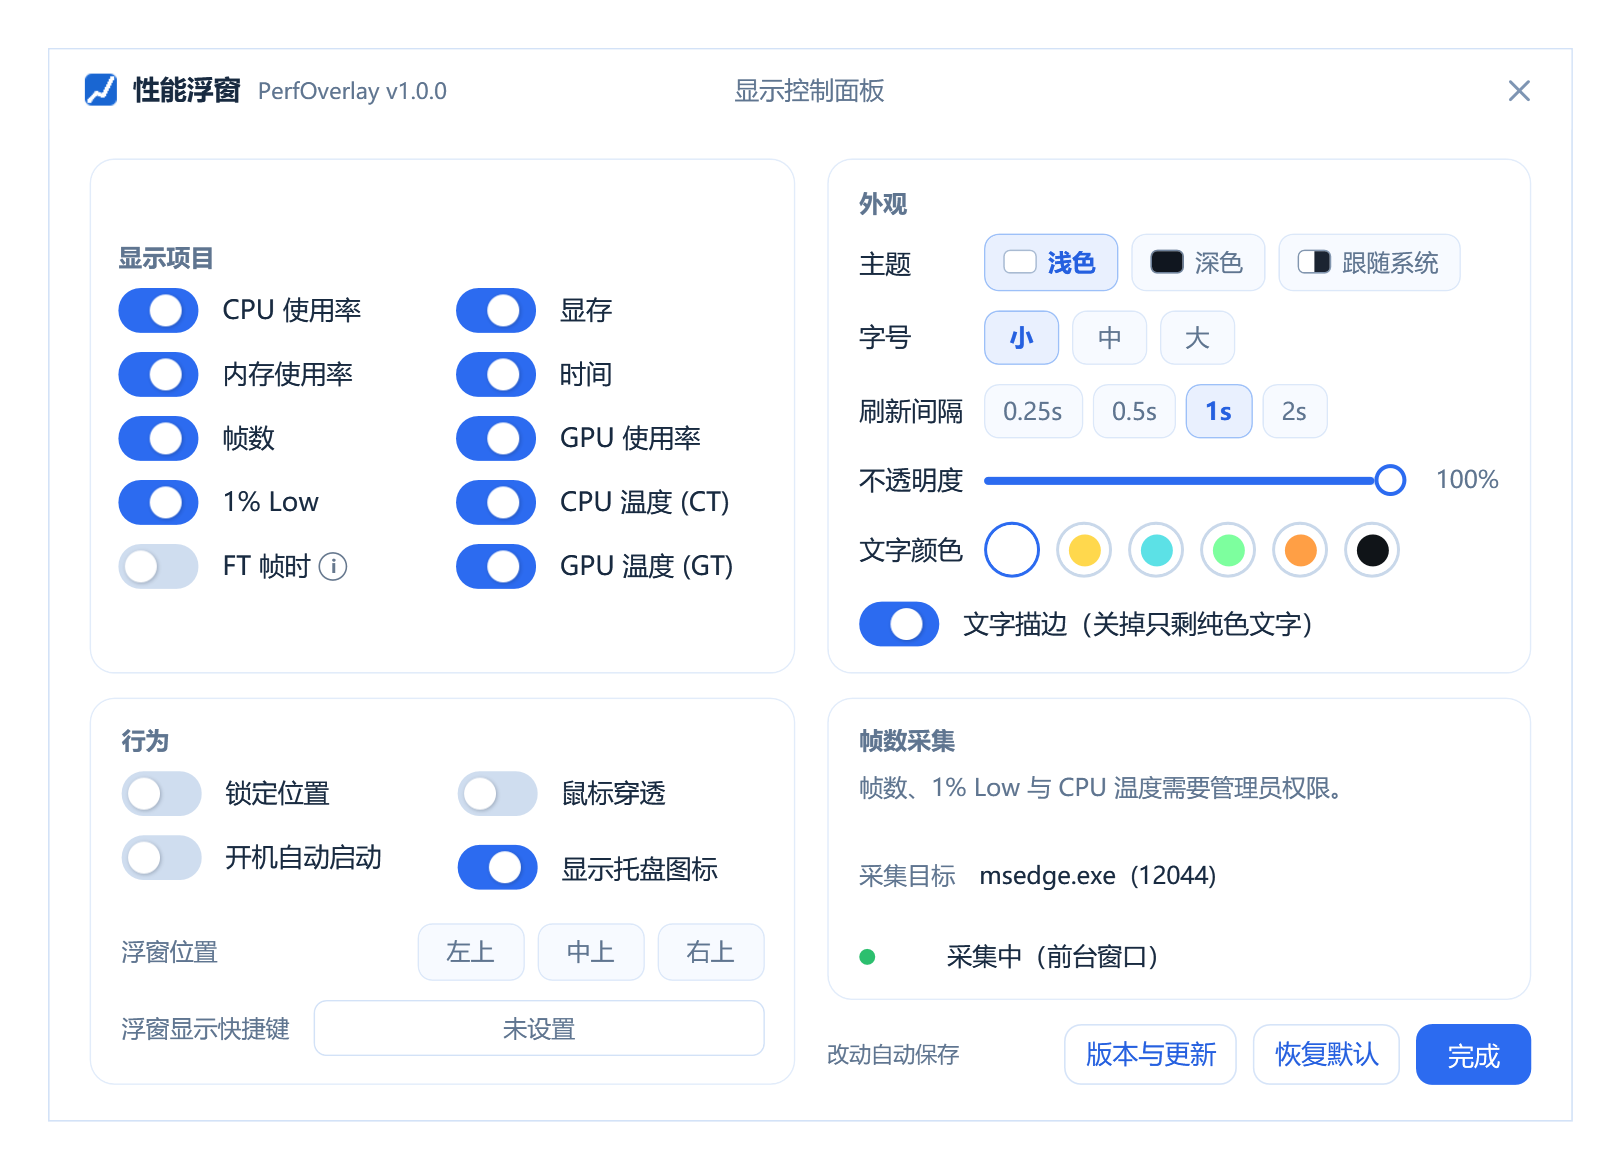 性能浮窗 PerfOverlay v1.0.0
显示控制面板
显示项目
CPU 使用率
显存
内存使用率
时间
帧数
GPU 使用率
1% Low
CPU 温度 (CT)
FT 帧时 i
GPU 温度 (GT)
外观
主题 浅色 深色 跟随系统
字号 小 中 大
刷新间隔 0.25s 0.5s 1s 2s
不透明度 100%
文字颜色
文字描边（关掉只剩纯色文字）
行为
锁定位置
鼠标穿透
开机自动启动
显示托盘图标
浮窗位置 左上 中上 右上
浮窗显示快捷键 未设置
帧数采集
帧数、1% Low 与 CPU 温度需要管理员权限。
采集目标 msedge.exe (12044)
采集中（前台窗口）
改动自动保存 版本与更新 恢复默认 完成